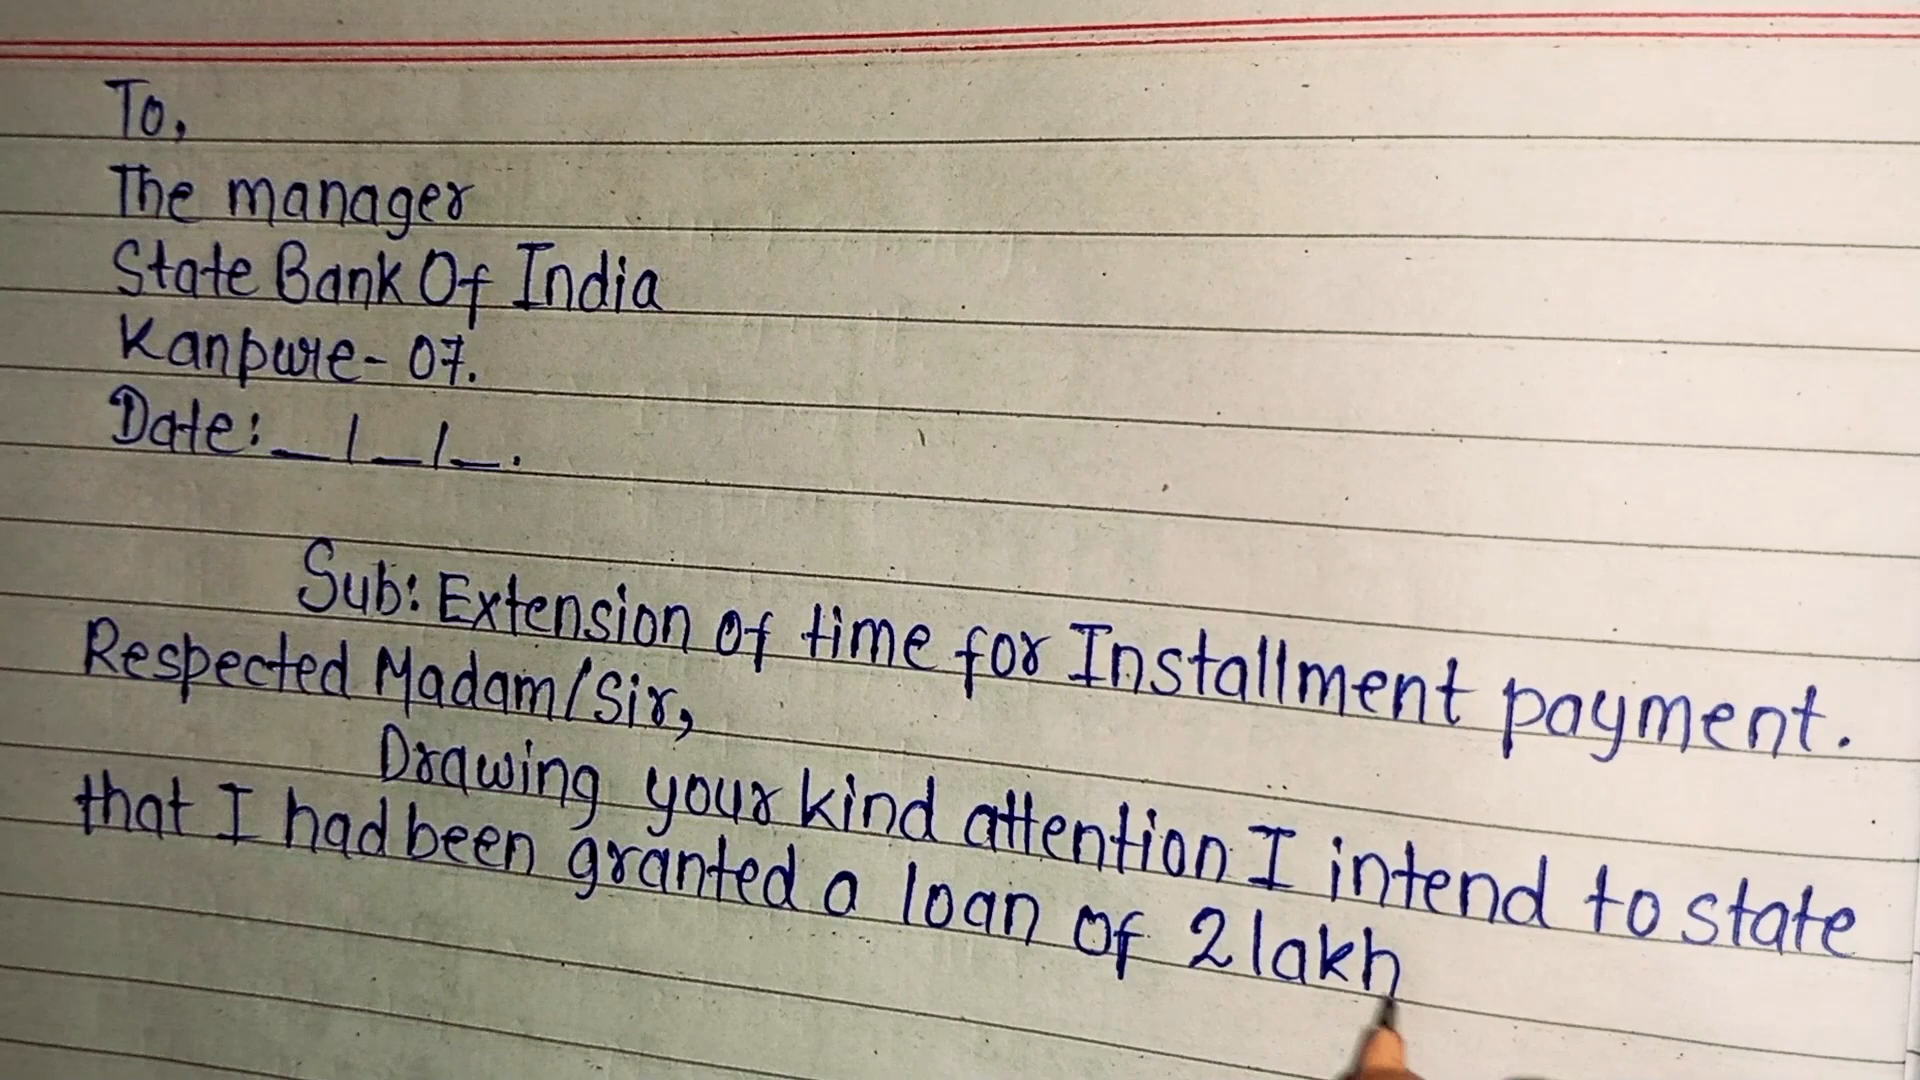 To,
The manager
State Bank Of India
Kanpure- 07.
Date: _/_/_.
Sub: Extension of time for Installment payment.
Respected Madam/Sir,
Drawing your kind attention I intend to state
that I had been granted a loan of 2 lakh